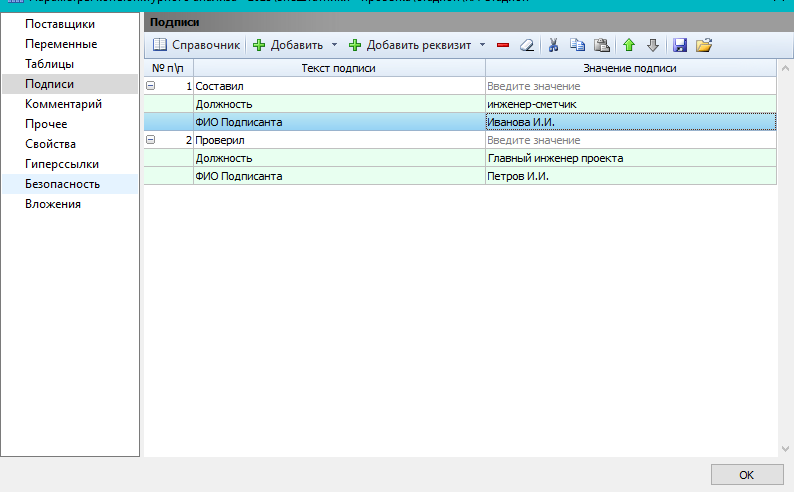 Поставщики
Переменные
Таблицы
Подписи
Комментарий
Прочее
Свойства
Гиперссылки
Безопасность
Вложения
Подписи
Справочник Добавить Добавить реквизит
№ п\п Текст подписи Значение подписи
1 Составил Введите значение
Должность инженер-сметчик
ФИО Подписанта Иванова И.И.
2 Проверил Введите значение
Должность Главный инженер проекта
ФИО Подписанта Петров И.И.
OK